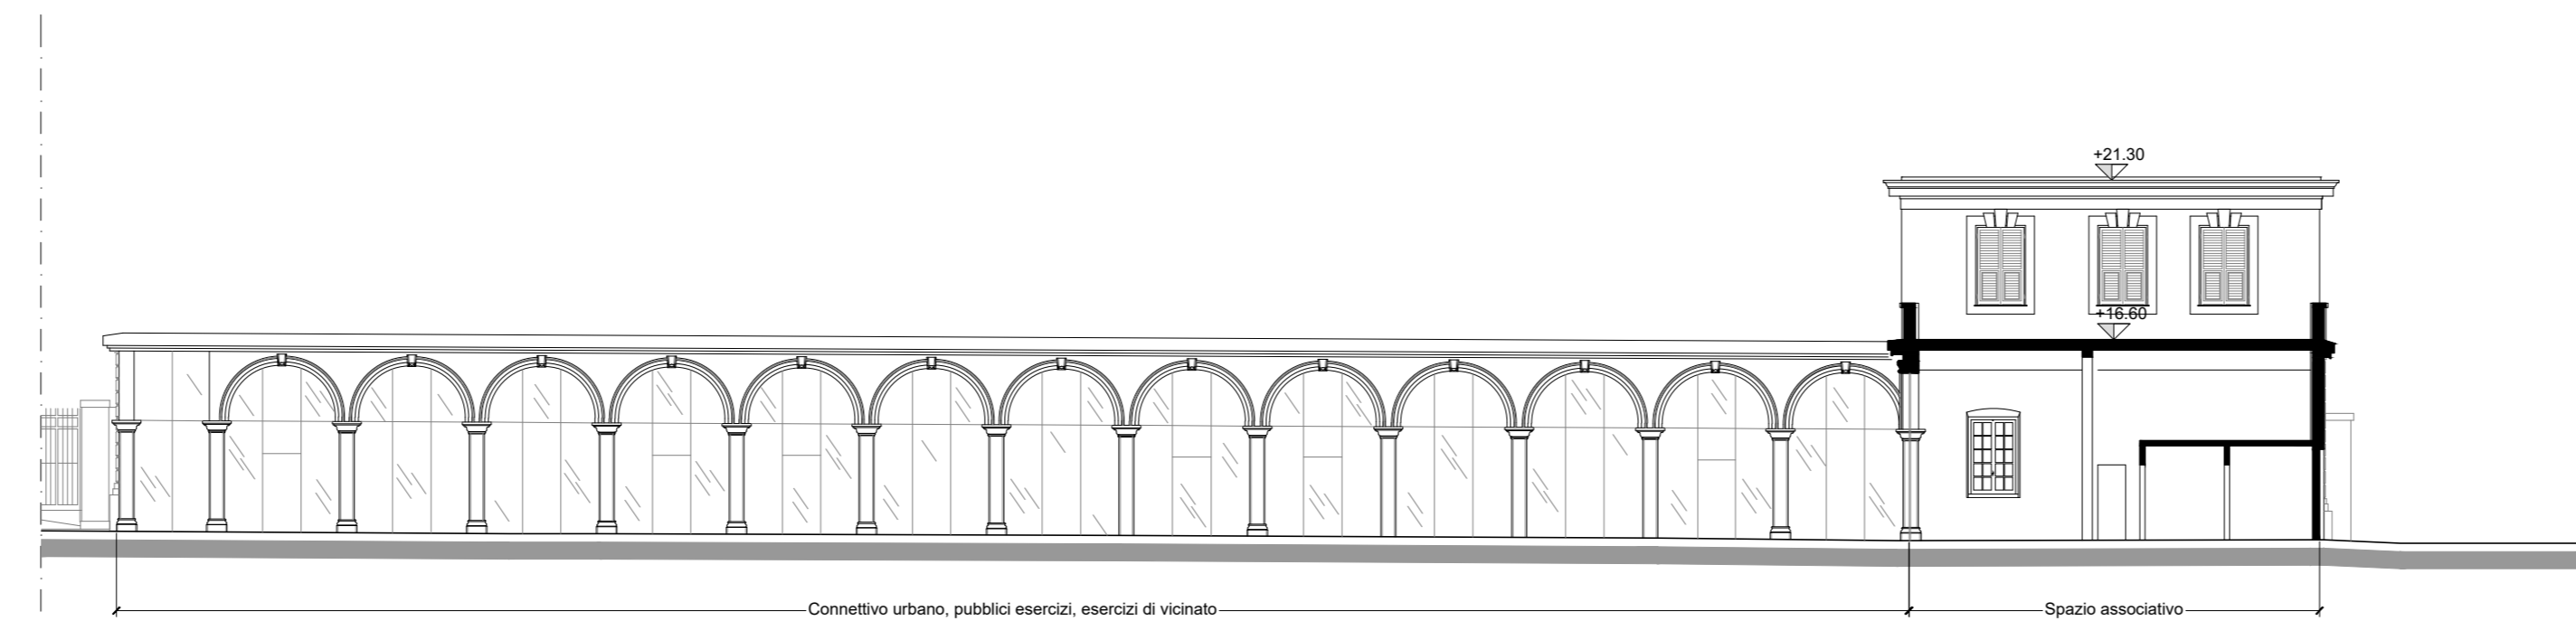 +21.30
+16.60
Connettivo urbano, pubblici esercizi, esercizi di vicinato
Spazio associativo